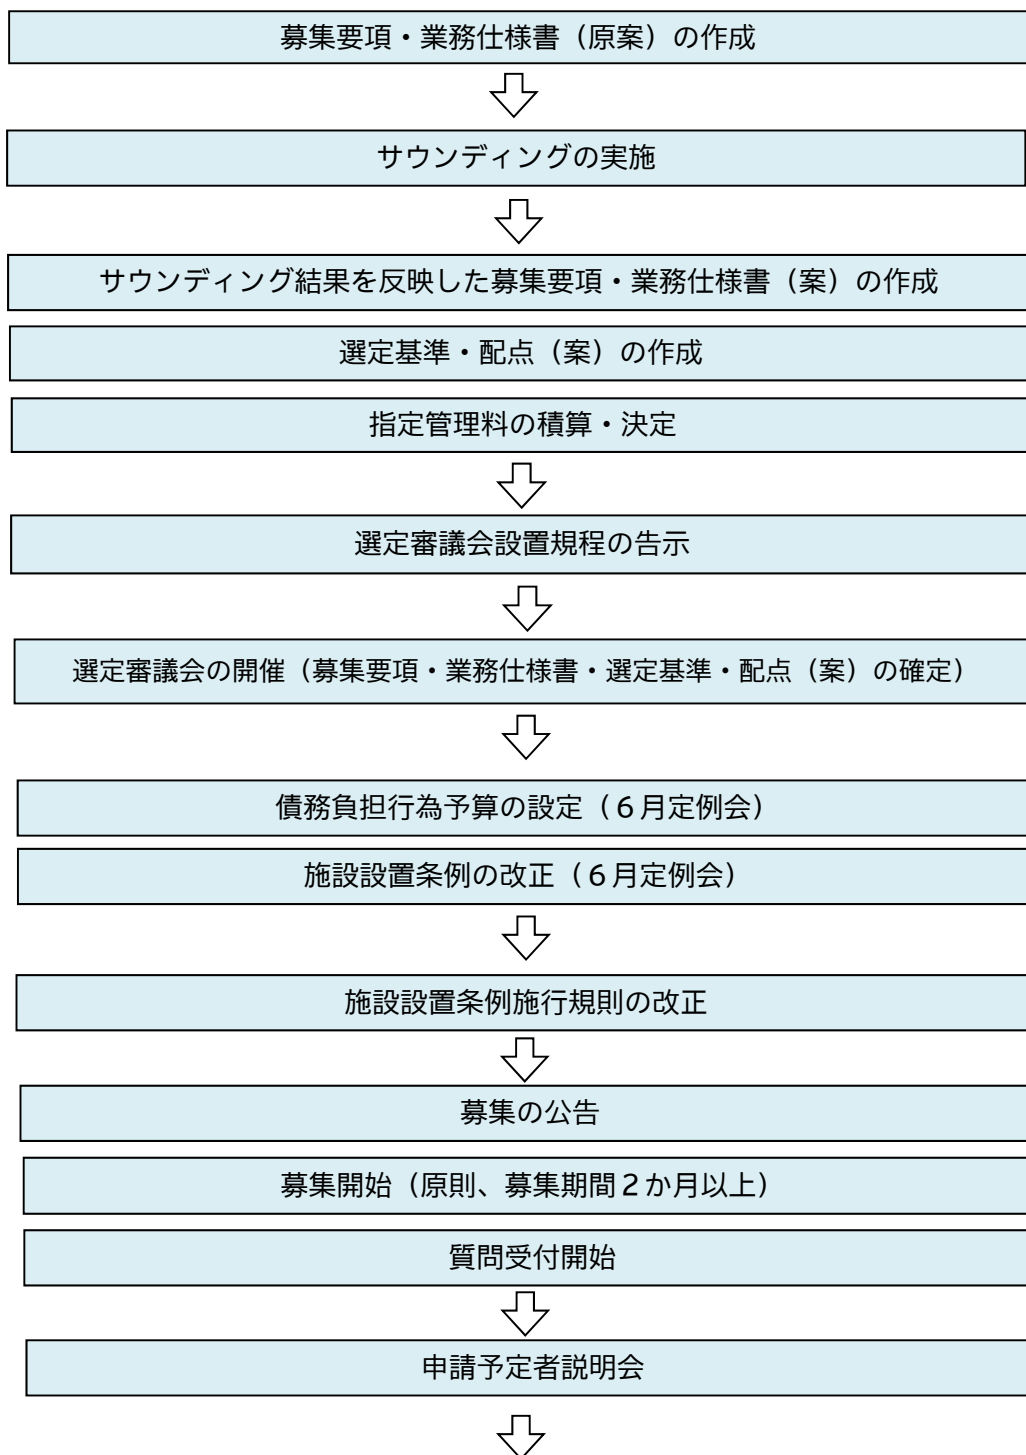 募集要項・業務仕様書（原案）の作成
サウンディングの実施
サウンディング結果を反映した募集要項・業務仕様書（案）の作成
選定基準・配点（案）の作成
指定管理料の積算・決定
選定審議会設置規程の告示
選定審議会の開催（募集要項・業務仕様書・選定基準・配点（案）の確定）
債務負担行為予算の設定（６月定例会）
施設設置条例の改正（６月定例会）
施設設置条例施行規則の改正
募集の公告
募集開始（原則、募集期間２か月以上）
質問受付開始
申請予定者説明会